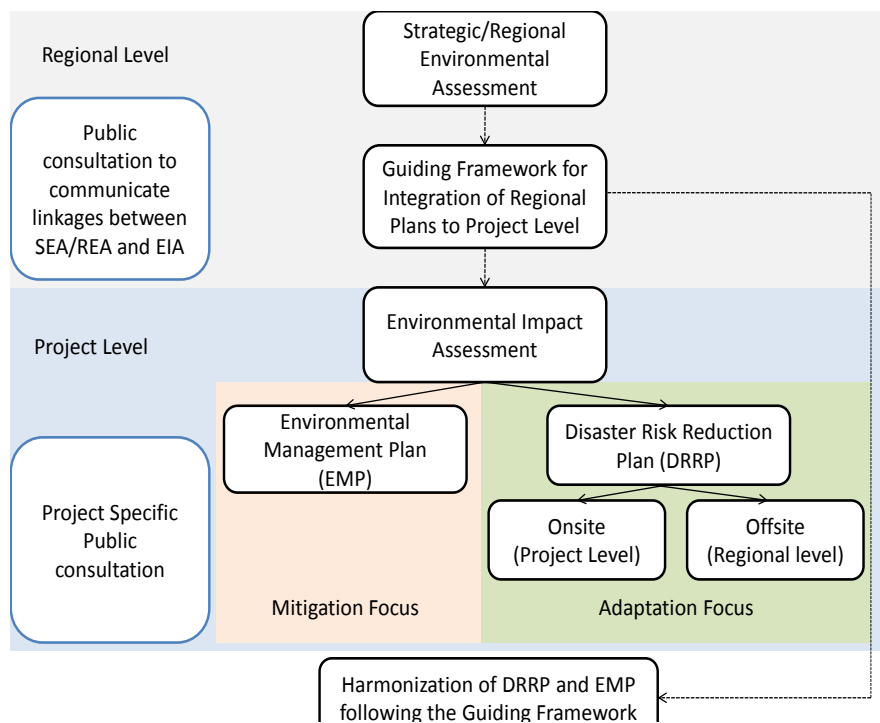 Regional Level
Strategic/Regional
Environmental
Assessment
Public
consultation to
communicate
linkages between
SEA/REA and EIA
Guiding Framework for
Integration of Regional
Plans to Project Level
Project Level
Environmental Impact
Assessment
Environmental
Management Plan
(EMP)
Disaster Risk Reduction
Plan (DRRP)
Project Specific
Public
consultation
Onsite
(Project Level)
Offsite
(Regional level)
Mitigation Focus
Adaptation Focus
Harmonization of DRRP and EMP
following the Guiding Framework